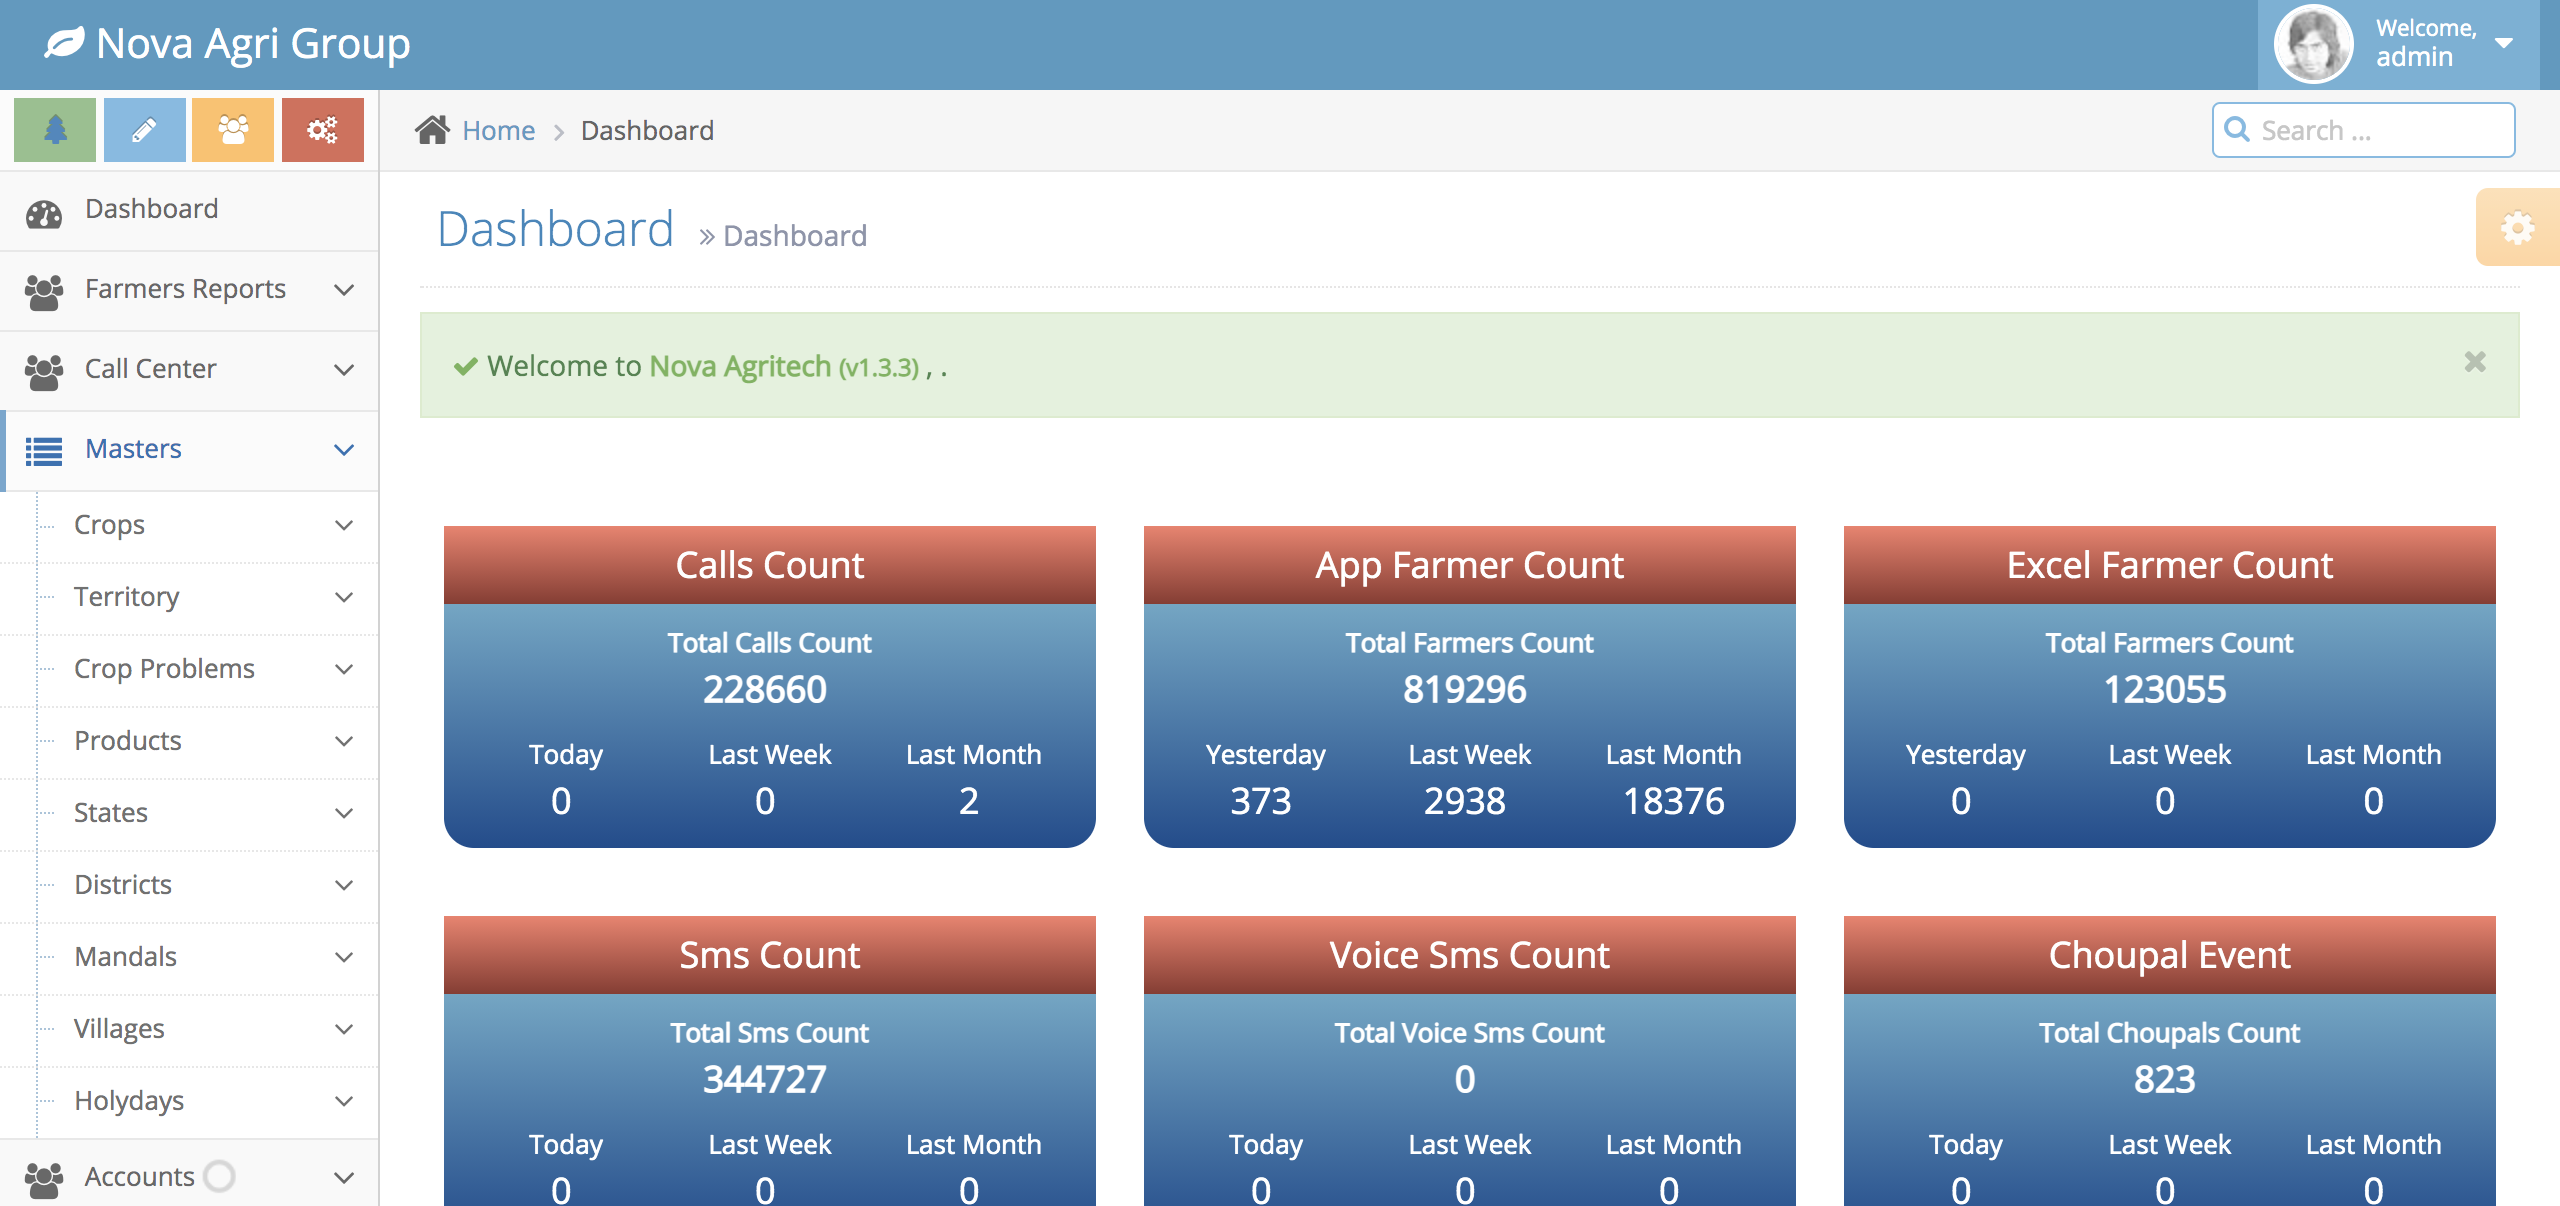 Nova Agri Group
Welcome,
admin
Home
Dashboard
Search ...
Dashboard
Farmers Reports
Call Center
Masters
Crops
Territory
Crop Problems
Products
States
Districts
Mandals
Villages
Holydays
Accounts
Dashboard » Dashboard
Welcome to Nova Agritech (v1.3.3) , .
Calls Count
Total Calls Count
228660
Today Last Week Last Month
0 0 2
App Farmer Count
Total Farmers Count
819296
Yesterday Last Week Last Month
373 2938 18376
Excel Farmer Count
Total Farmers Count
123055
Yesterday Last Week Last Month
0 0 0
Sms Count
Total Sms Count
344727
Today Last Week Last Month
0 0 0
Voice Sms Count
Total Voice Sms Count
0
Today Last Week Last Month
0 0 0
Choupal Event
Total Choupals Count
823
Today Last Week Last Month
0 0 0